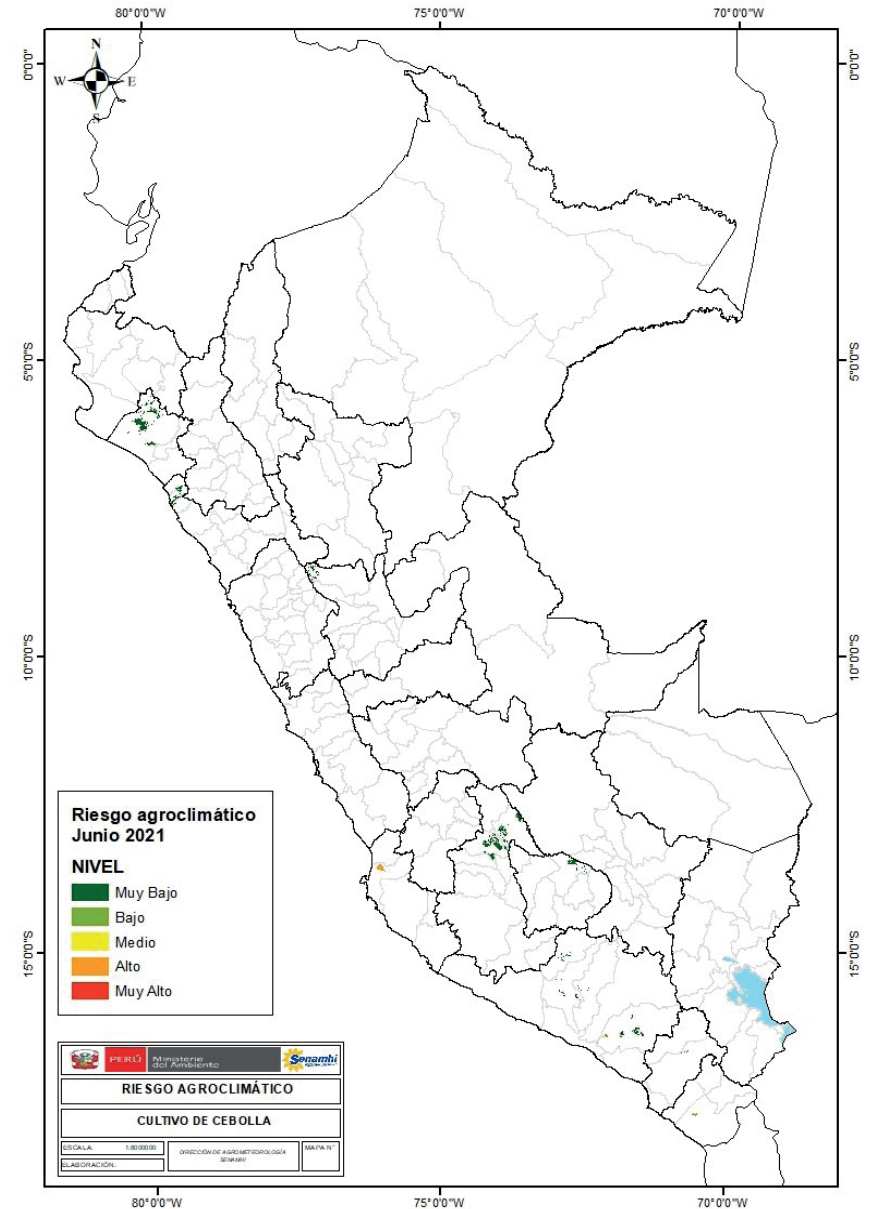 80°0'0"W 75°0'0"W 70°0'0"W
N
W E
S
0°0'0" 0°0'0"
5°0'0"S 5°0'0"S
10°0'0"S 10°0'0"S
15°0'0"S 15°0'0"S
Riesgo agroclimático
Junio 2021
NIVEL
Muy Bajo
Bajo
Medio
Alto
Muy Alto
PERÚ Ministerio
del Ambiente
Senamhi
RIESGO AGROCLIMÁTICO
CULTIVO DE CEBOLLA
ESCALA: 1:8000000
DIRECCIÓN DE AGROMETEOROLOGÍA
SENAMHI
MAPA N°
ELABORACIÓN:
80°0'0"W 75°0'0"W 70°0'0"W